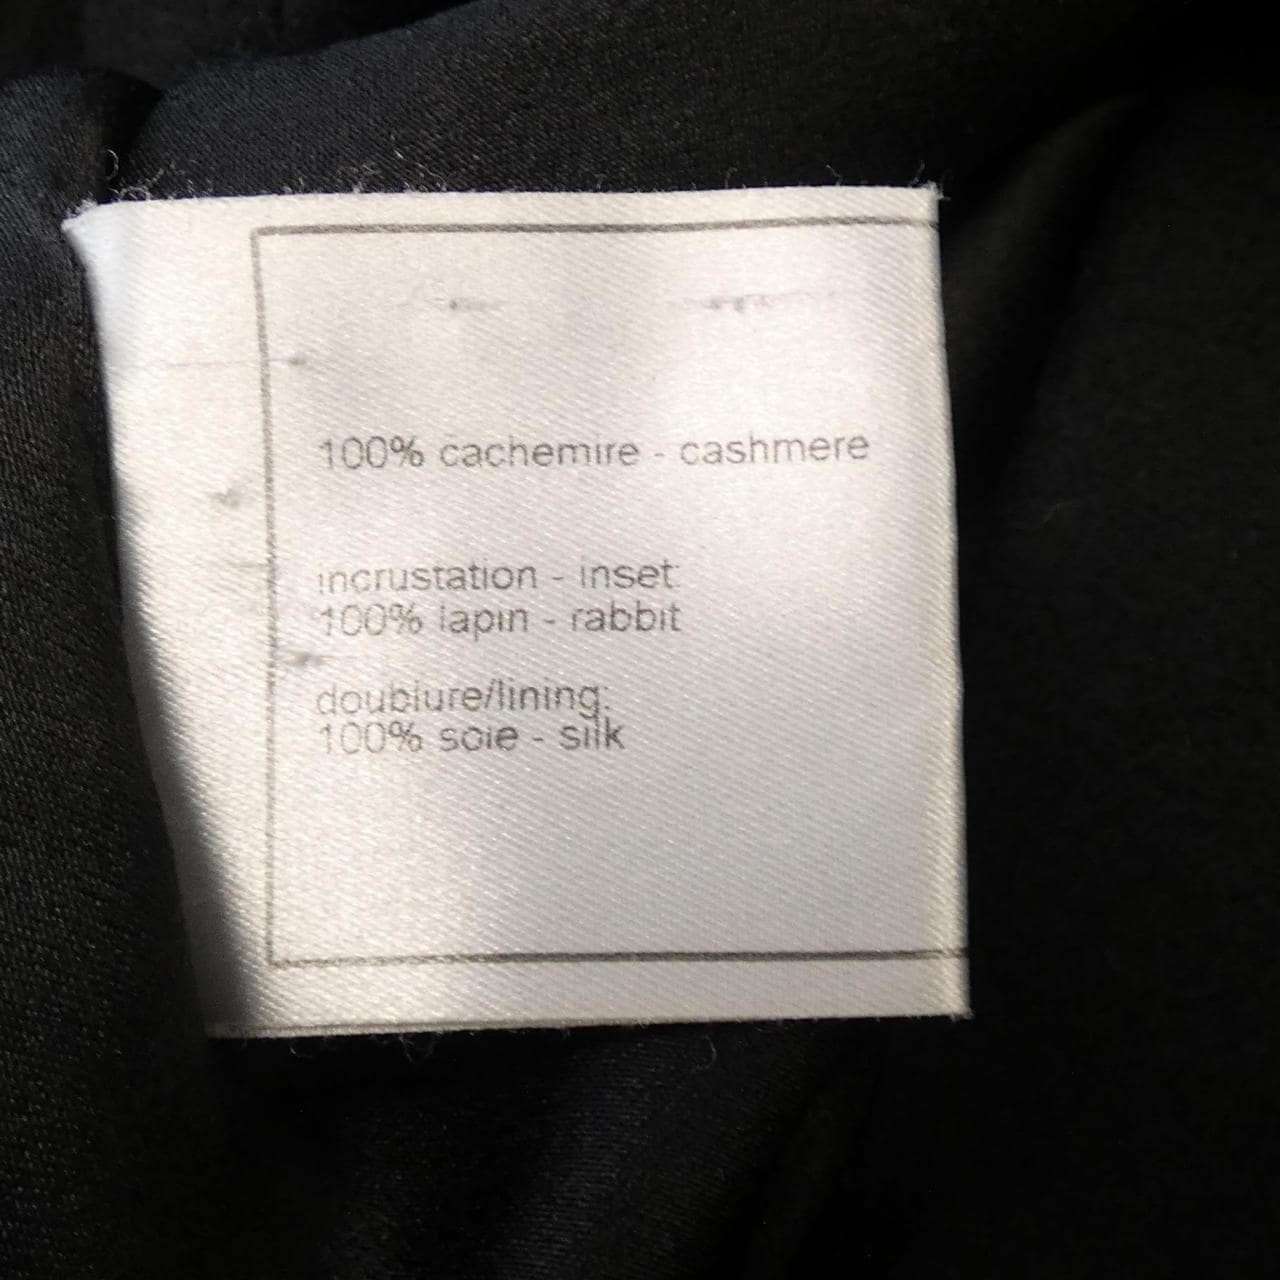 100% cachemire - cashmere
incrustation - inset:
100% lapin - rabbit
doublure/lining:
100% soie - silk